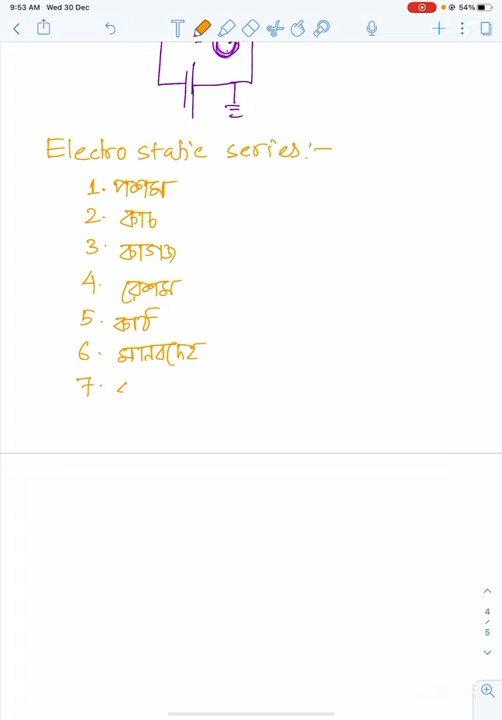 9:53 AM Wed 30 Dec
54%
T
Electro static series:-
1. পশম
2. কাচ
3. কাগজ
4. রেশম
5. কাঠ
6. মানবদেহ
7.
4
/
5